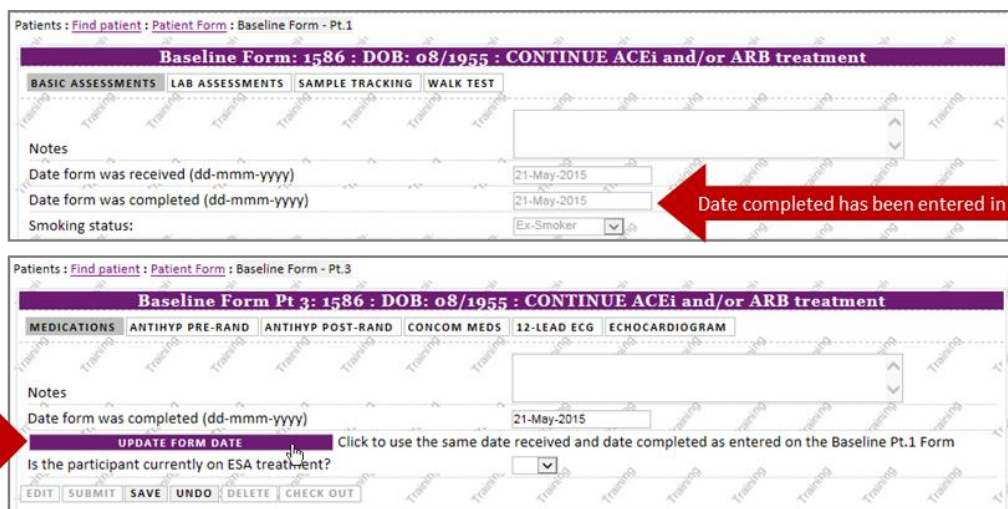 Patients : Find patient : Patient Form : Baseline Form - Pt.1
Baseline Form: 1586 : DOB: 08/1955 : CONTINUE ACEi and/or ARB treatment
BASIC ASSESSMENTS LAB ASSESSMENTS SAMPLE TRACKING WALK TEST
Notes
Date form was received (dd-mmm-yyyy) 21-May-2015
Date form was completed (dd-mmm-yyyy) 21-May-2015 Date completed has been entered in
Smoking status: Ex-Smoker
Patients : Find patient : Patient Form : Baseline Form - Pt.3
Baseline Form Pt 3: 1586 : DOB: 08/1955 : CONTINUE ACEi and/or ARB treatment
MEDICATIONS ANTIHYP PRE-RAND ANTIHYP POST-RAND CONCOM MEDS 12-LEAD ECG ECHOCARDIOGRAM
Notes
Date form was completed (dd-mmm-yyyy) 21-May-2015
UPDATE FORM DATE Click to use the same date received and date completed as entered on the Baseline Pt.1 Form
Is the participant currently on ESA treatment?
EDIT SUBMIT SAVE UNDO DELETE CHECK OUT
Training